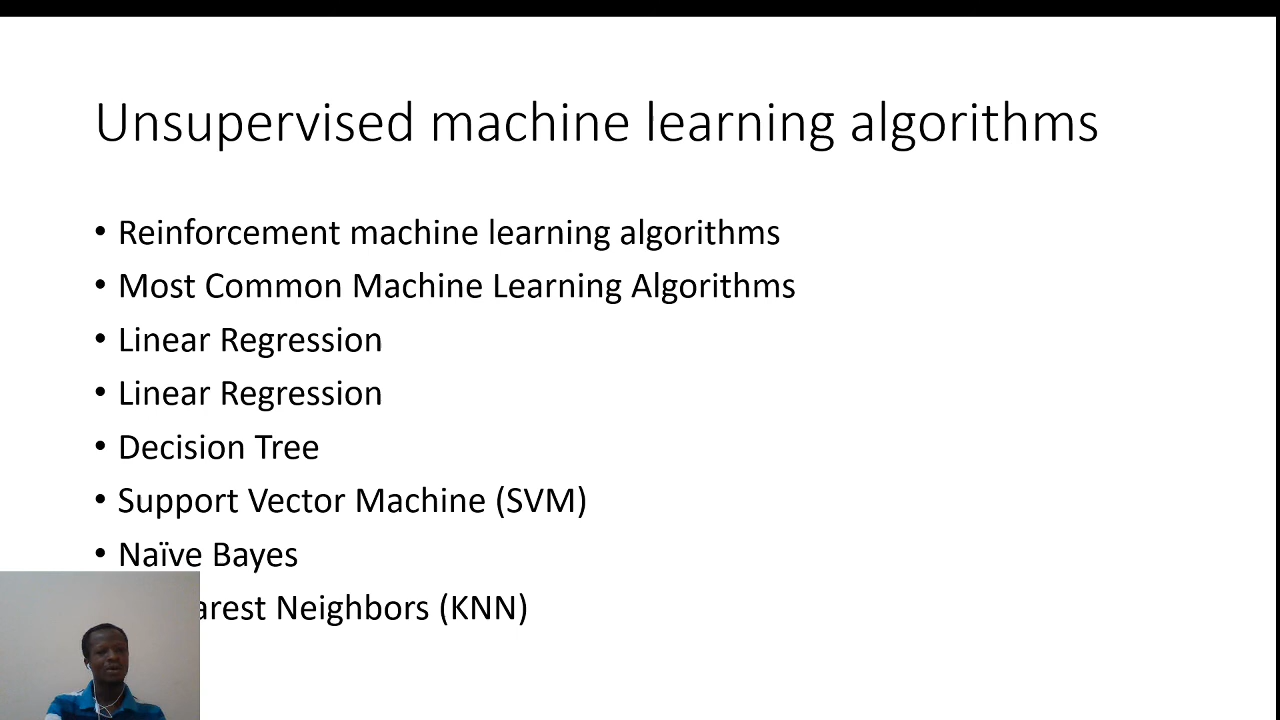 Unsupervised machine learning algorithms
• Reinforcement machine learning algorithms
• Most Common Machine Learning Algorithms
• Linear Regression
• Linear Regression
• Decision Tree
• Support Vector Machine (SVM)
• Naïve Bayes
Neighbors (KNN)